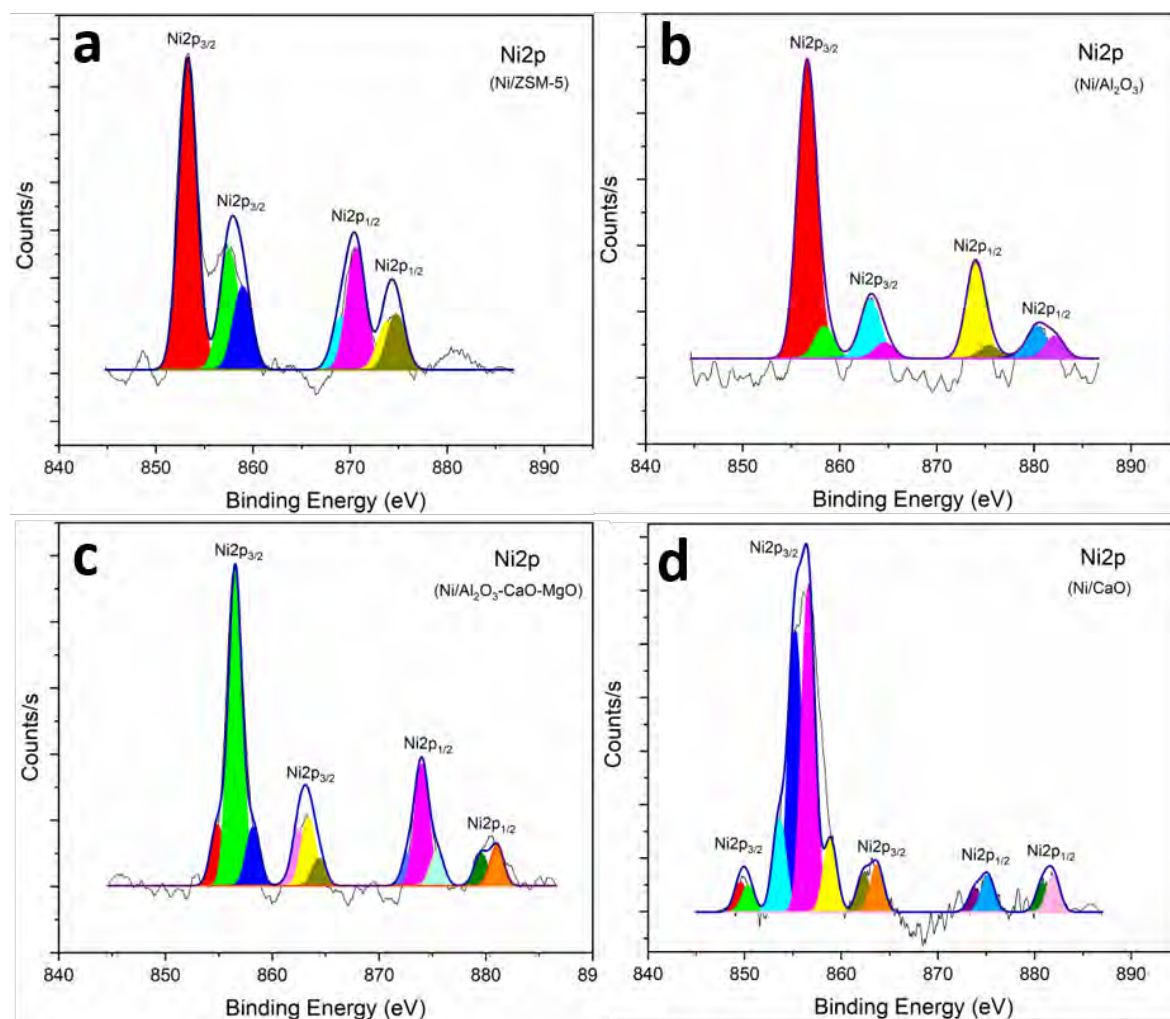 a
Ni2p
(Ni/ZSM-5)
Ni2p₃/₂
Ni2p₃/₂
Ni2p₁/₂
Ni2p₁/₂
Counts/s
840 850 860 870 880 890
Binding Energy (eV)
b
Ni2p
(Ni/Al₂O₃)
Ni2p₃/₂
Ni2p₃/₂
Ni2p₁/₂
Ni2p₁/₂
Counts/s
840 850 860 870 880 890
Binding Energy (eV)
c
Ni2p
(Ni/Al₂O₃-CaO-MgO)
Ni2p₃/₂
Ni2p₃/₂
Ni2p₁/₂
Ni2p₁/₂
Counts/s
840 850 860 870 880 89
Binding Energy (eV)
d
Ni2p
(Ni/CaO)
Ni2p₃/₂
Ni2p₃/₂
Ni2p₃/₂
Ni2p₁/₂
Ni2p₁/₂
Counts/s
840 850 860 870 880 890
Binding Energy (eV)